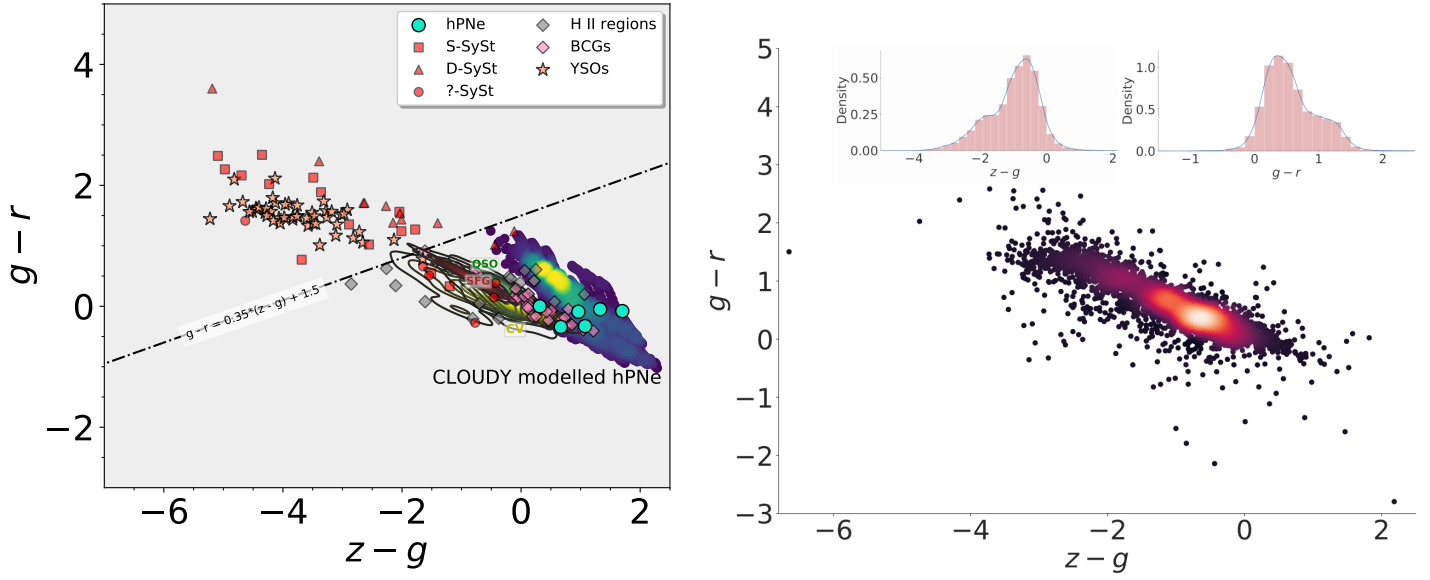 hPNe
S-SySt
D-SySt
?-SySt
H II regions
BCGs
YSOs
4
2
0
−2
g − r
QSO
SFG
CV
g - r = 0.35*(z - g) + 1.5
CLOUDY modelled hPNe
−6 −4 −2 0 2
z − g
5
4
3
2
1
0
−1
−2
−3
g − r
Density
0.50
0.25
0.00
−4 −2 0 2
z − g
Density
1.0
0.5
0.0
−1 0 1 2
g − r
−6 −4 −2 0 2
z − g